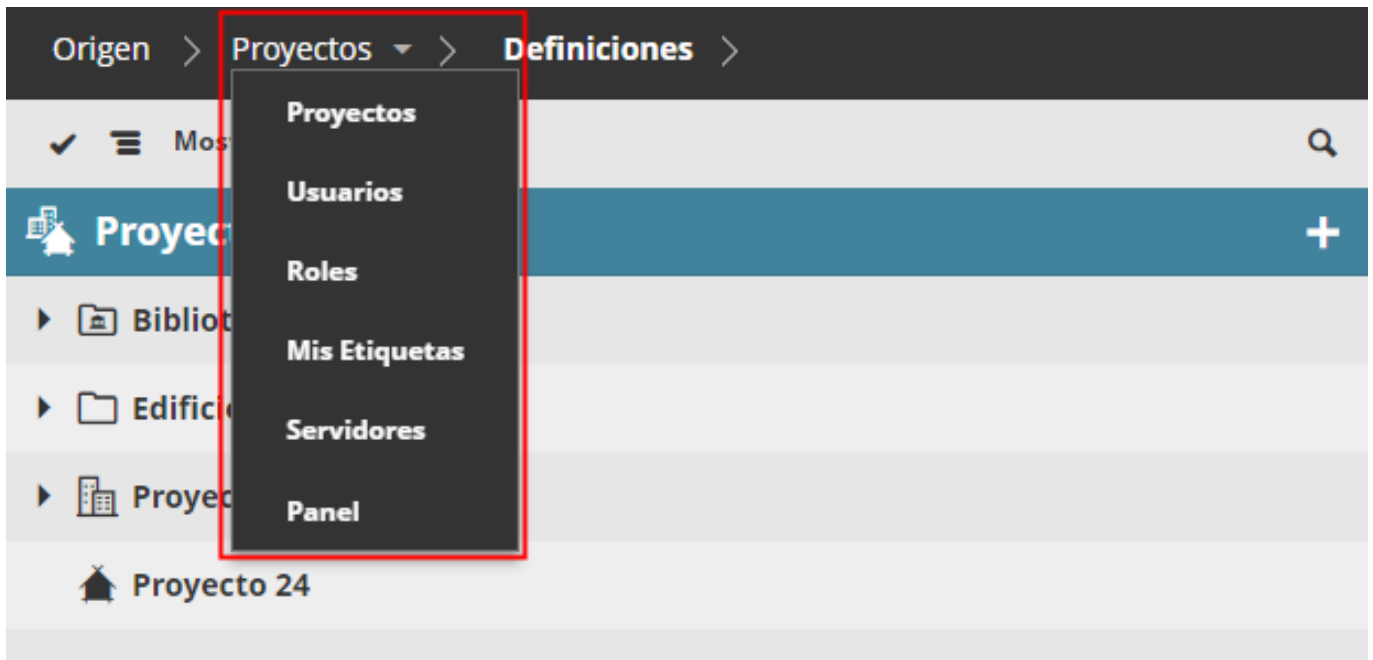 Origen > Proyectos > Definiciones >
Proyectos
Usuarios
Roles
Mis Etiquetas
Servidores
Panel
Proyecto 24